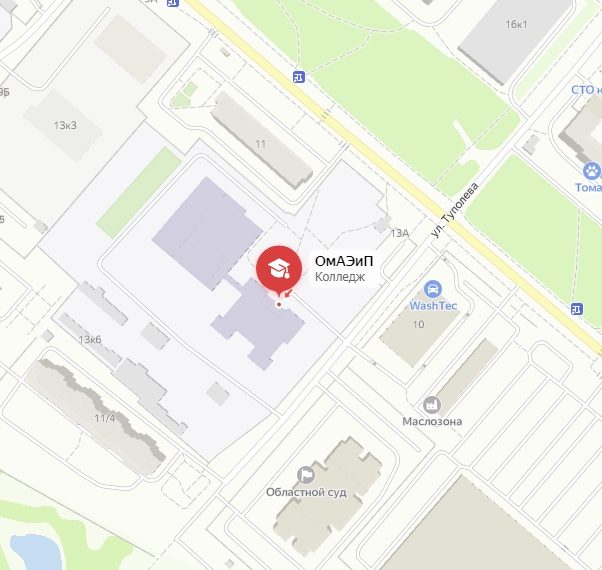 16к1
9Б
13к3
11
СТО н
Тома
ул. Туполева
13А
ОмАЭиП
Колледж
WashTec
10
13к6
Маслозона
11/4
Областной суд